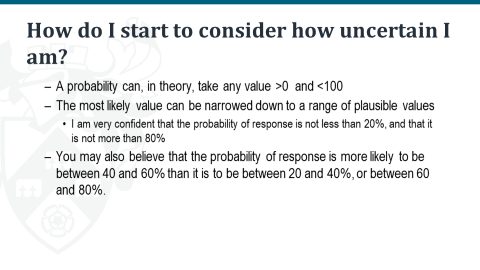 How do I start to consider how uncertain I
am?
– A probability can, in theory, take any value >0 and <100
– The most likely value can be narrowed down to a range of plausible values
• I am very confident that the probability of response is not less than 20%, and that it
is not more than 80%
– You may also believe that the probability of response is more likely to be
between 40 and 60% than it is to be between 20 and 40%, or between 60
and 80%.